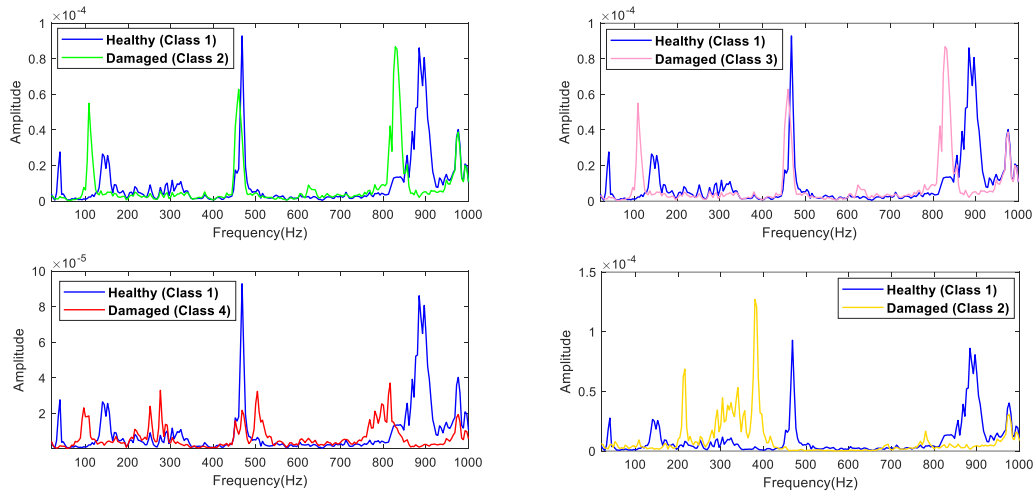 ×10-4
1
0.8
0.6
0.4
0.2
0
Amplitude
Healthy (Class 1)
Damaged (Class 2)
100 200 300 400 500 600 700 800 900 1000
Frequency(Hz)
×10-4
1
0.8
0.6
0.4
0.2
0
Amplitude
Healthy (Class 1)
Damaged (Class 3)
100 200 300 400 500 600 700 800 900 1000
Frequency(Hz)
×10-5
10
8
6
4
2
Amplitude
Healthy (Class 1)
Damaged (Class 4)
100 200 300 400 500 600 700 800 900 1000
Frequency(Hz)
×10-4
1.5
1
0.5
0
Amplitude
Healthy (Class 1)
Damaged (Class 2)
100 200 300 400 500 600 700 800 900 1000
Frequency(Hz)